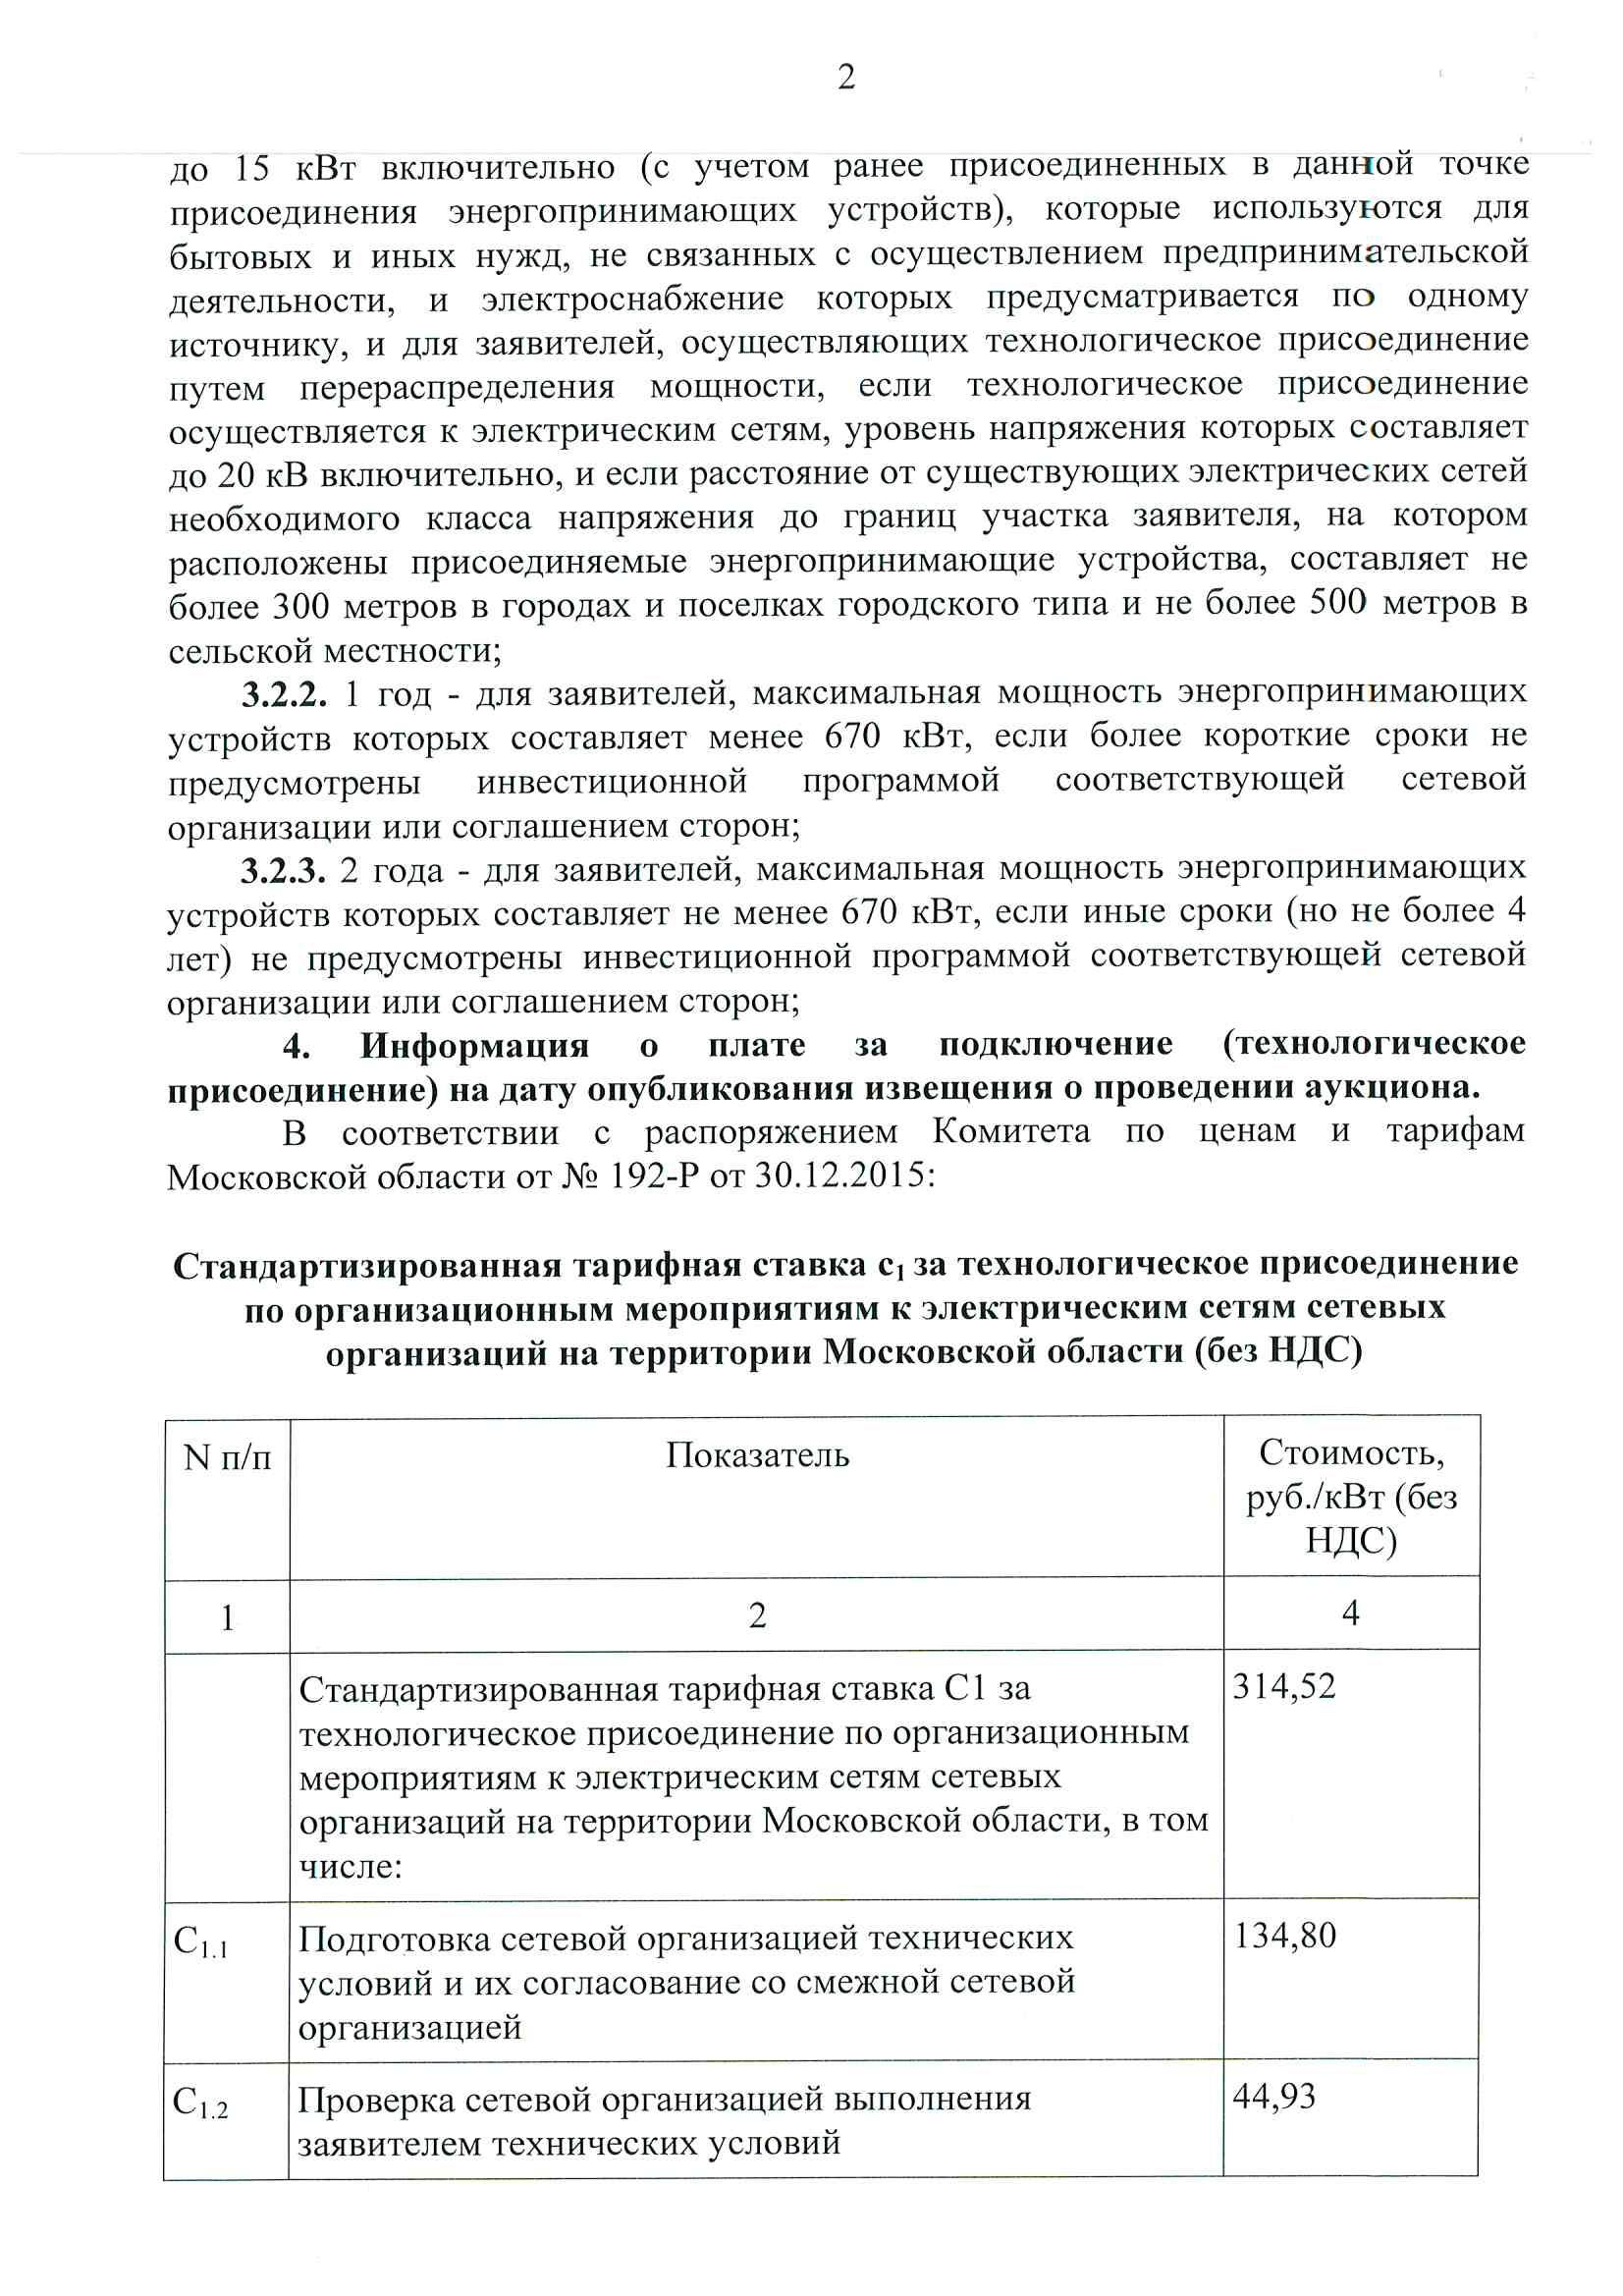 2
до 15 кВт включительно (с учетом ранее присоединенных в данной точке
присоединения энергопринимающих устройств), которые используются для
бытовых и иных нужд, не связанных с осуществлением предпринимательской
деятельности, и электроснабжение которых предусматривается по одному
источнику, и для заявителей, осуществляющих технологическое присоединение
путем перераспределения мощности, если технологическое присоединение
осуществляется к электрическим сетям, уровень напряжения которых составляет
до 20 кВ включительно, и если расстояние от существующих электрических сетей
необходимого класса напряжения до границ участка заявителя, на котором
расположены присоединяемые энергопринимающие устройства, составляет не
более 300 метров в городах и поселках городского типа и не более 500 метров в
сельской местности;
3.2.2. 1 год - для заявителей, максимальная мощность энергопринимающих
устройств которых составляет менее 670 кВт, если более короткие сроки не
предусмотрены инвестиционной программой соответствующей сетевой
организации или соглашением сторон;
3.2.3. 2 года - для заявителей, максимальная мощность энергопринимающих
устройств которых составляет не менее 670 кВт, если иные сроки (но не более 4
лет) не предусмотрены инвестиционной программой соответствующей сетевой
организации или соглашением сторон;
4. Информация о плате за подключение (технологическое
присоединение) на дату опубликования извещения о проведении аукциона.
В соответствии с распоряжением Комитета по ценам и тарифам
Московской области от № 192-Р от 30.12.2015:
Стандартизированная тарифная ставка с1 за технологическое присоединение
по организационным мероприятиям к электрическим сетям сетевых
организаций на территории Московской области (без НДС)
N п/п
Показатель
Стоимость,
руб./кВт (без
НДС)
1
2
4
Стандартизированная тарифная ставка С1 за
технологическое присоединение по организационным
мероприятиям к электрическим сетям сетевых
организаций на территории Московской области, в том
числе:
314,52
С1.1
Подготовка сетевой организацией технических
условий и их согласование со смежной сетевой
организацией
134,80
С1.2
Проверка сетевой организацией выполнения
заявителем технических условий
44,93